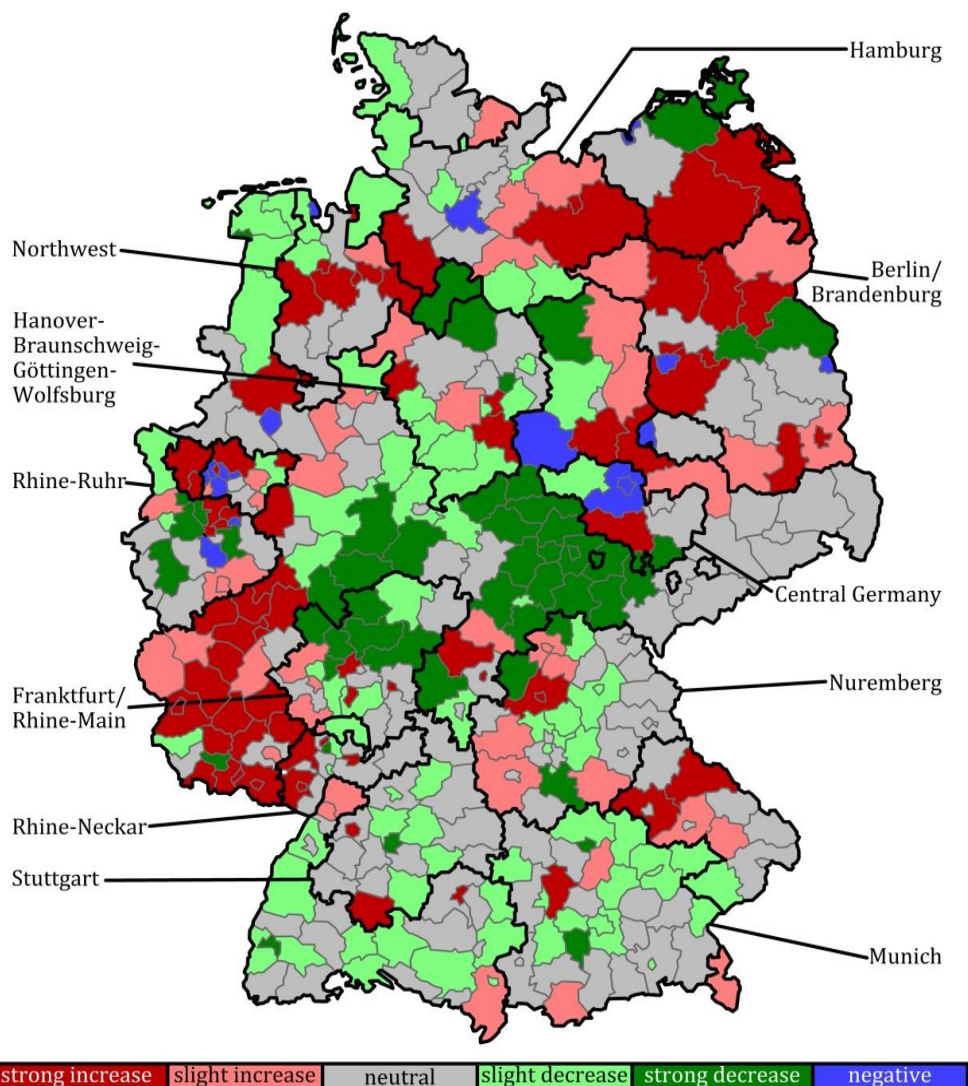 Hamburg
Northwest
Berlin/
Brandenburg
Hanover-
Braunschweig-
Göttingen-
Wolfsburg
Rhine-Ruhr
Central Germany
Nuremberg
Franktfurt/
Rhine-Main
Rhine-Neckar
Stuttgart
Munich
strong increase slight increase neutral slight decrease strong decrease negative